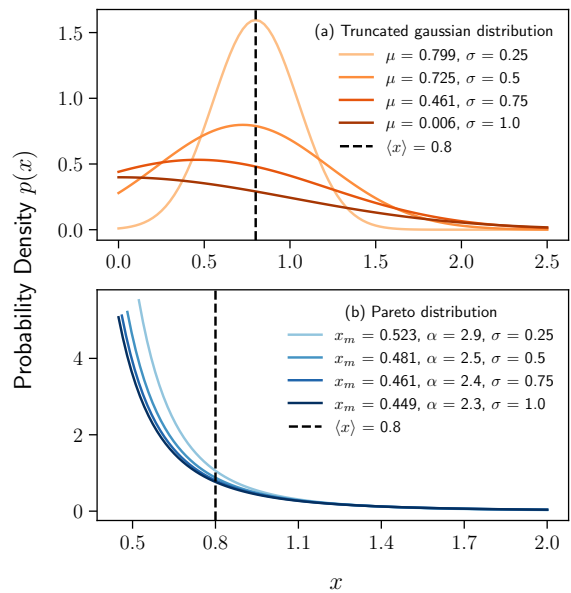 Probability Density p(x)
(a) Truncated gaussian distribution
μ = 0.799, σ = 0.25
μ = 0.725, σ = 0.5
μ = 0.461, σ = 0.75
μ = 0.006, σ = 1.0
⟨x⟩ = 0.8
1.5
1.0
0.5
0.0
0.0 0.5 1.0 1.5 2.0 2.5
(b) Pareto distribution
x_m = 0.523, α = 2.9, σ = 0.25
x_m = 0.481, α = 2.5, σ = 0.5
x_m = 0.461, α = 2.4, σ = 0.75
x_m = 0.449, α = 2.3, σ = 1.0
⟨x⟩ = 0.8
4
2
0
0.5 0.8 1.1 1.4 1.7 2.0
x